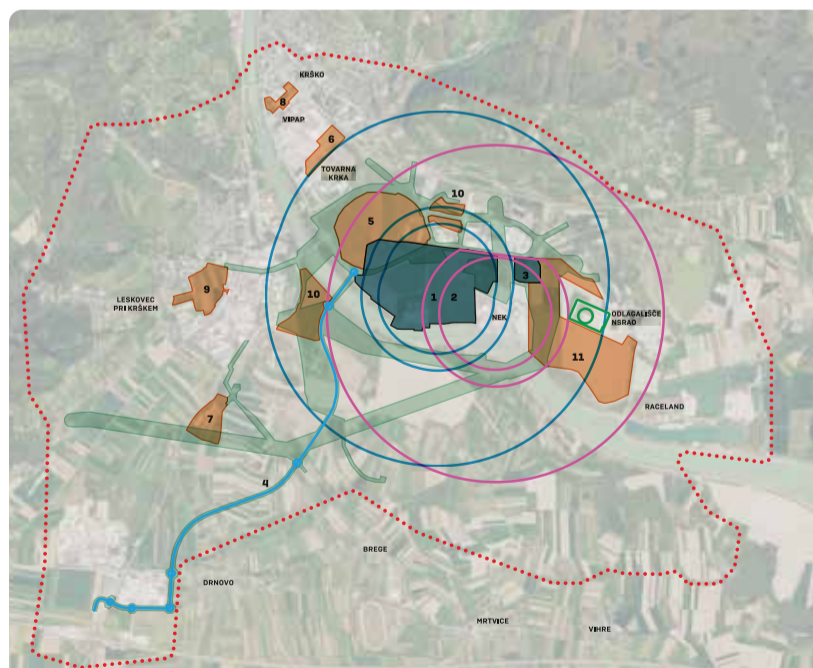 KRŠKO
8
VIPAP
6
TOVARNA
KRKA
10
5
9
LESKOVEC
PRI KRŠKEM
10
1
2
3
NEK
ODLAGALIŠČE
NSRAD
11
RACELAND
7
4
BREGE
DRNOVO
MRTVICE
VIHRE